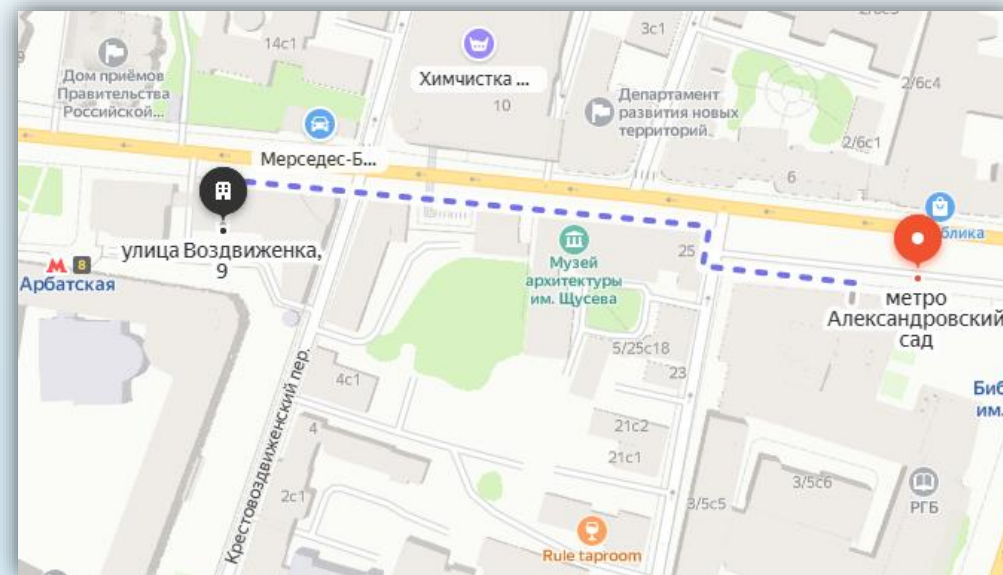 14с1
3с1
2/6с4
Дом приёмов
Правительства
Российской...
Химчистка ...
10
Департамент
развития новых
территорий
2/6с1
Мерседес-Б...
6
улица Воздвиженка,
9
8
Арбатская
Музей
архитектуры
им. Щусева
25
блика
метро
Александровский
сад
5/25с18
23
4с1
Крестовоздвиженский пер.
4
21с2
21с1
2с1
3/5с5
3/5с6
РГБ
Биб
им.
Rule taproom